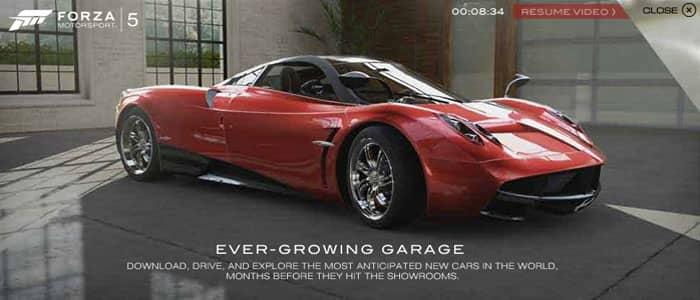 FORZA
MOTORSPORT.
5
00:08:34
RESUME VIDEO
CLOSE
EVER-GROWING GARAGE
DOWNLOAD, DRIVE, AND EXPLORE THE MOST ANTICIPATED NEW CARS IN THE WORLD,
MONTHS BEFORE THEY HIT THE SHOWROOMS.